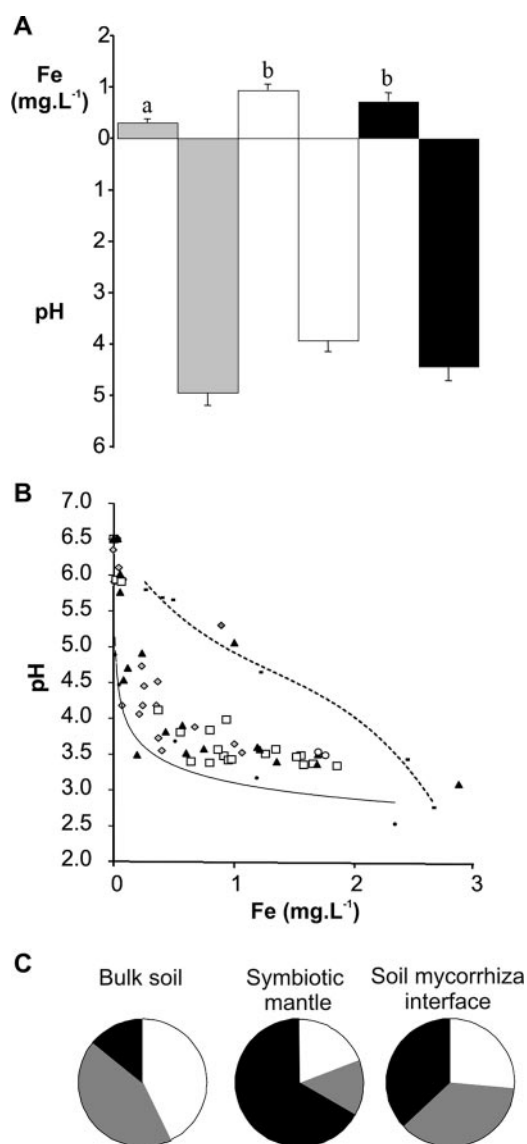 A
Fe
(mg.L⁻¹)
2
1
0
1
2
3
4
5
6
pH
a
b
b
B
7.0
6.5
6.0
5.5
5.0
4.5
4.0
3.5
3.0
2.5
2.0
pH
0
1
2
3
Fe (mg.L⁻¹)
C
Bulk soil
Symbiotic
mantle
Soil mycorrhiza
interface